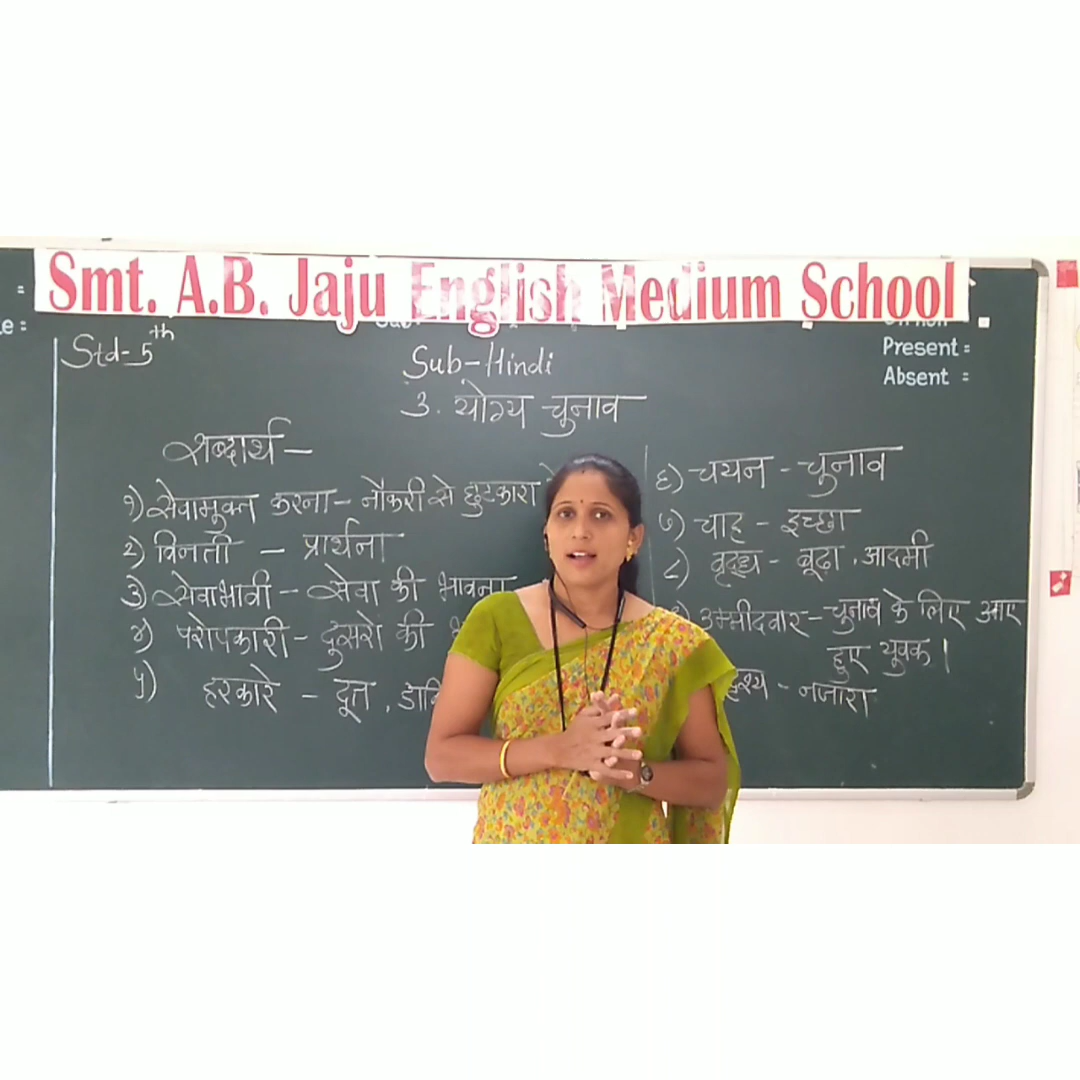 Smt. A.B. Jaju English Medium School
Present =
Absent =
Std-5th
Sub-Hindi
३. योग्य चुनाव
शब्दार्थ -
१) सेवामुक्त करना - नौकरी से छुटकारा
२) विनती - प्रार्थना
३) सेवाभावी - सेवा की भावना
४) परोपकारी - दुसरो की
५) हरकारे - दूत,
६) चयन - चुनाव
७) चाह - इच्छा
८) वृद्ध - बूढ़ा, आदमी
उम्मीदवार - चुनाव के लिए आए
हुए युवक।
दृश्य - नजारा